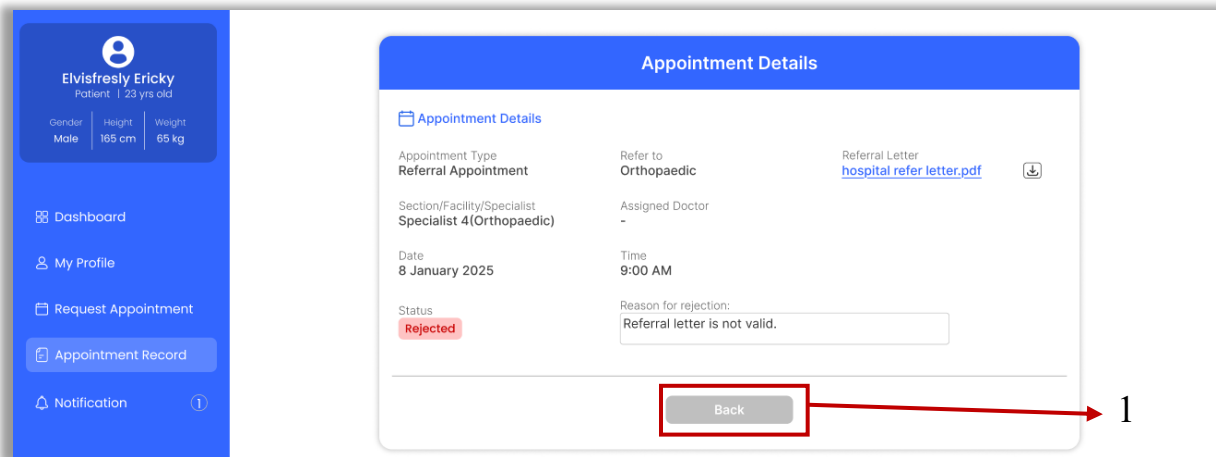 Elvisfresly Ericky
Patient | 23 yrs old
Gender Height Weight
Male 165 cm 65 kg
Dashboard
My Profile
Request Appointment
Appointment Record
Notification 1
Appointment Details
Appointment Details
Appointment Type Refer to Referral Letter
Referral Appointment Orthopaedic hospital refer letter.pdf
Section/Facility/Specialist Assigned Doctor
Specialist 4(Orthopaedic) -
Date Time
8 January 2025 9:00 AM
Status Reason for rejection:
Rejected Referral letter is not valid.
Back 1